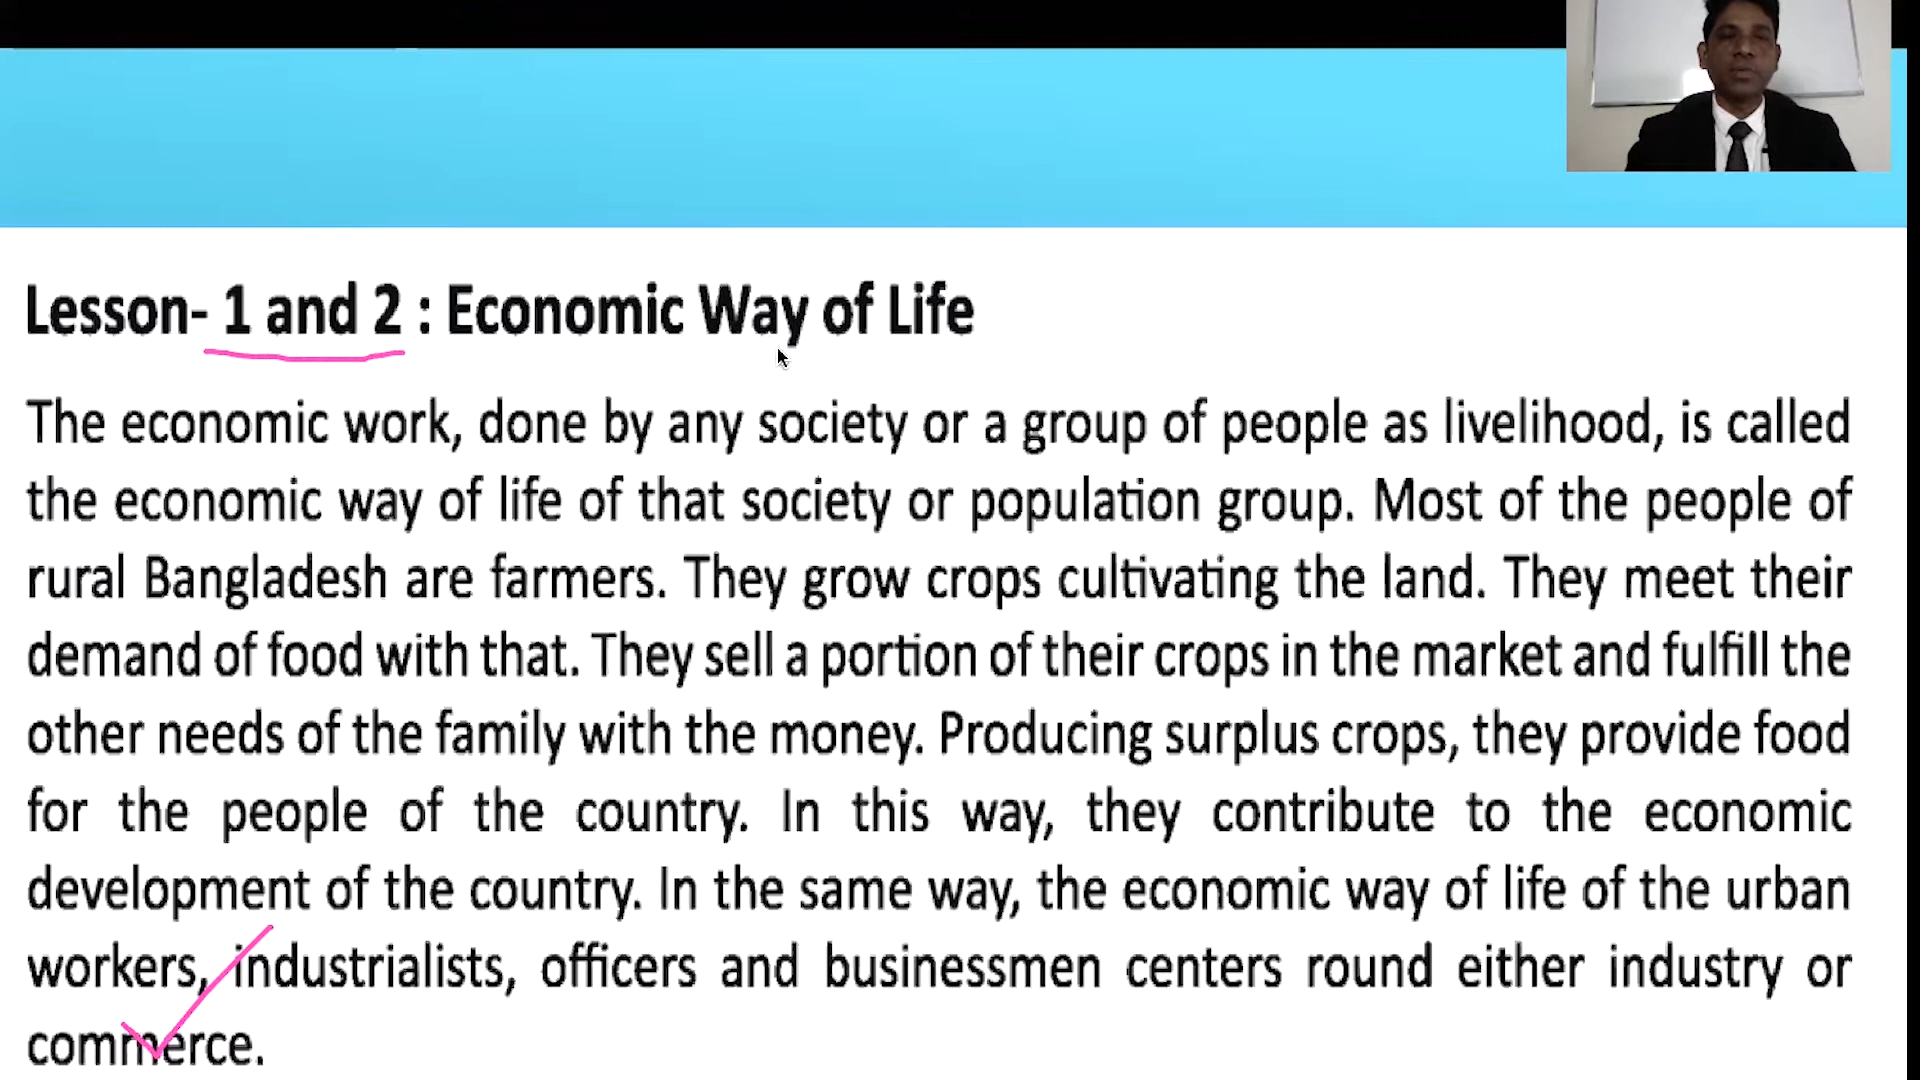 Lesson- 1 and 2 : Economic Way of Life
The economic work, done by any society or a group of people as livelihood, is called
the economic way of life of that society or population group. Most of the people of
rural Bangladesh are farmers. They grow crops cultivating the land. They meet their
demand of food with that. They sell a portion of their crops in the market and fulfill the
other needs of the family with the money. Producing surplus crops, they provide food
for the people of the country. In this way, they contribute to the economic
development of the country. In the same way, the economic way of life of the urban
workers, industrialists, officers and businessmen centers round either industry or
commerce.